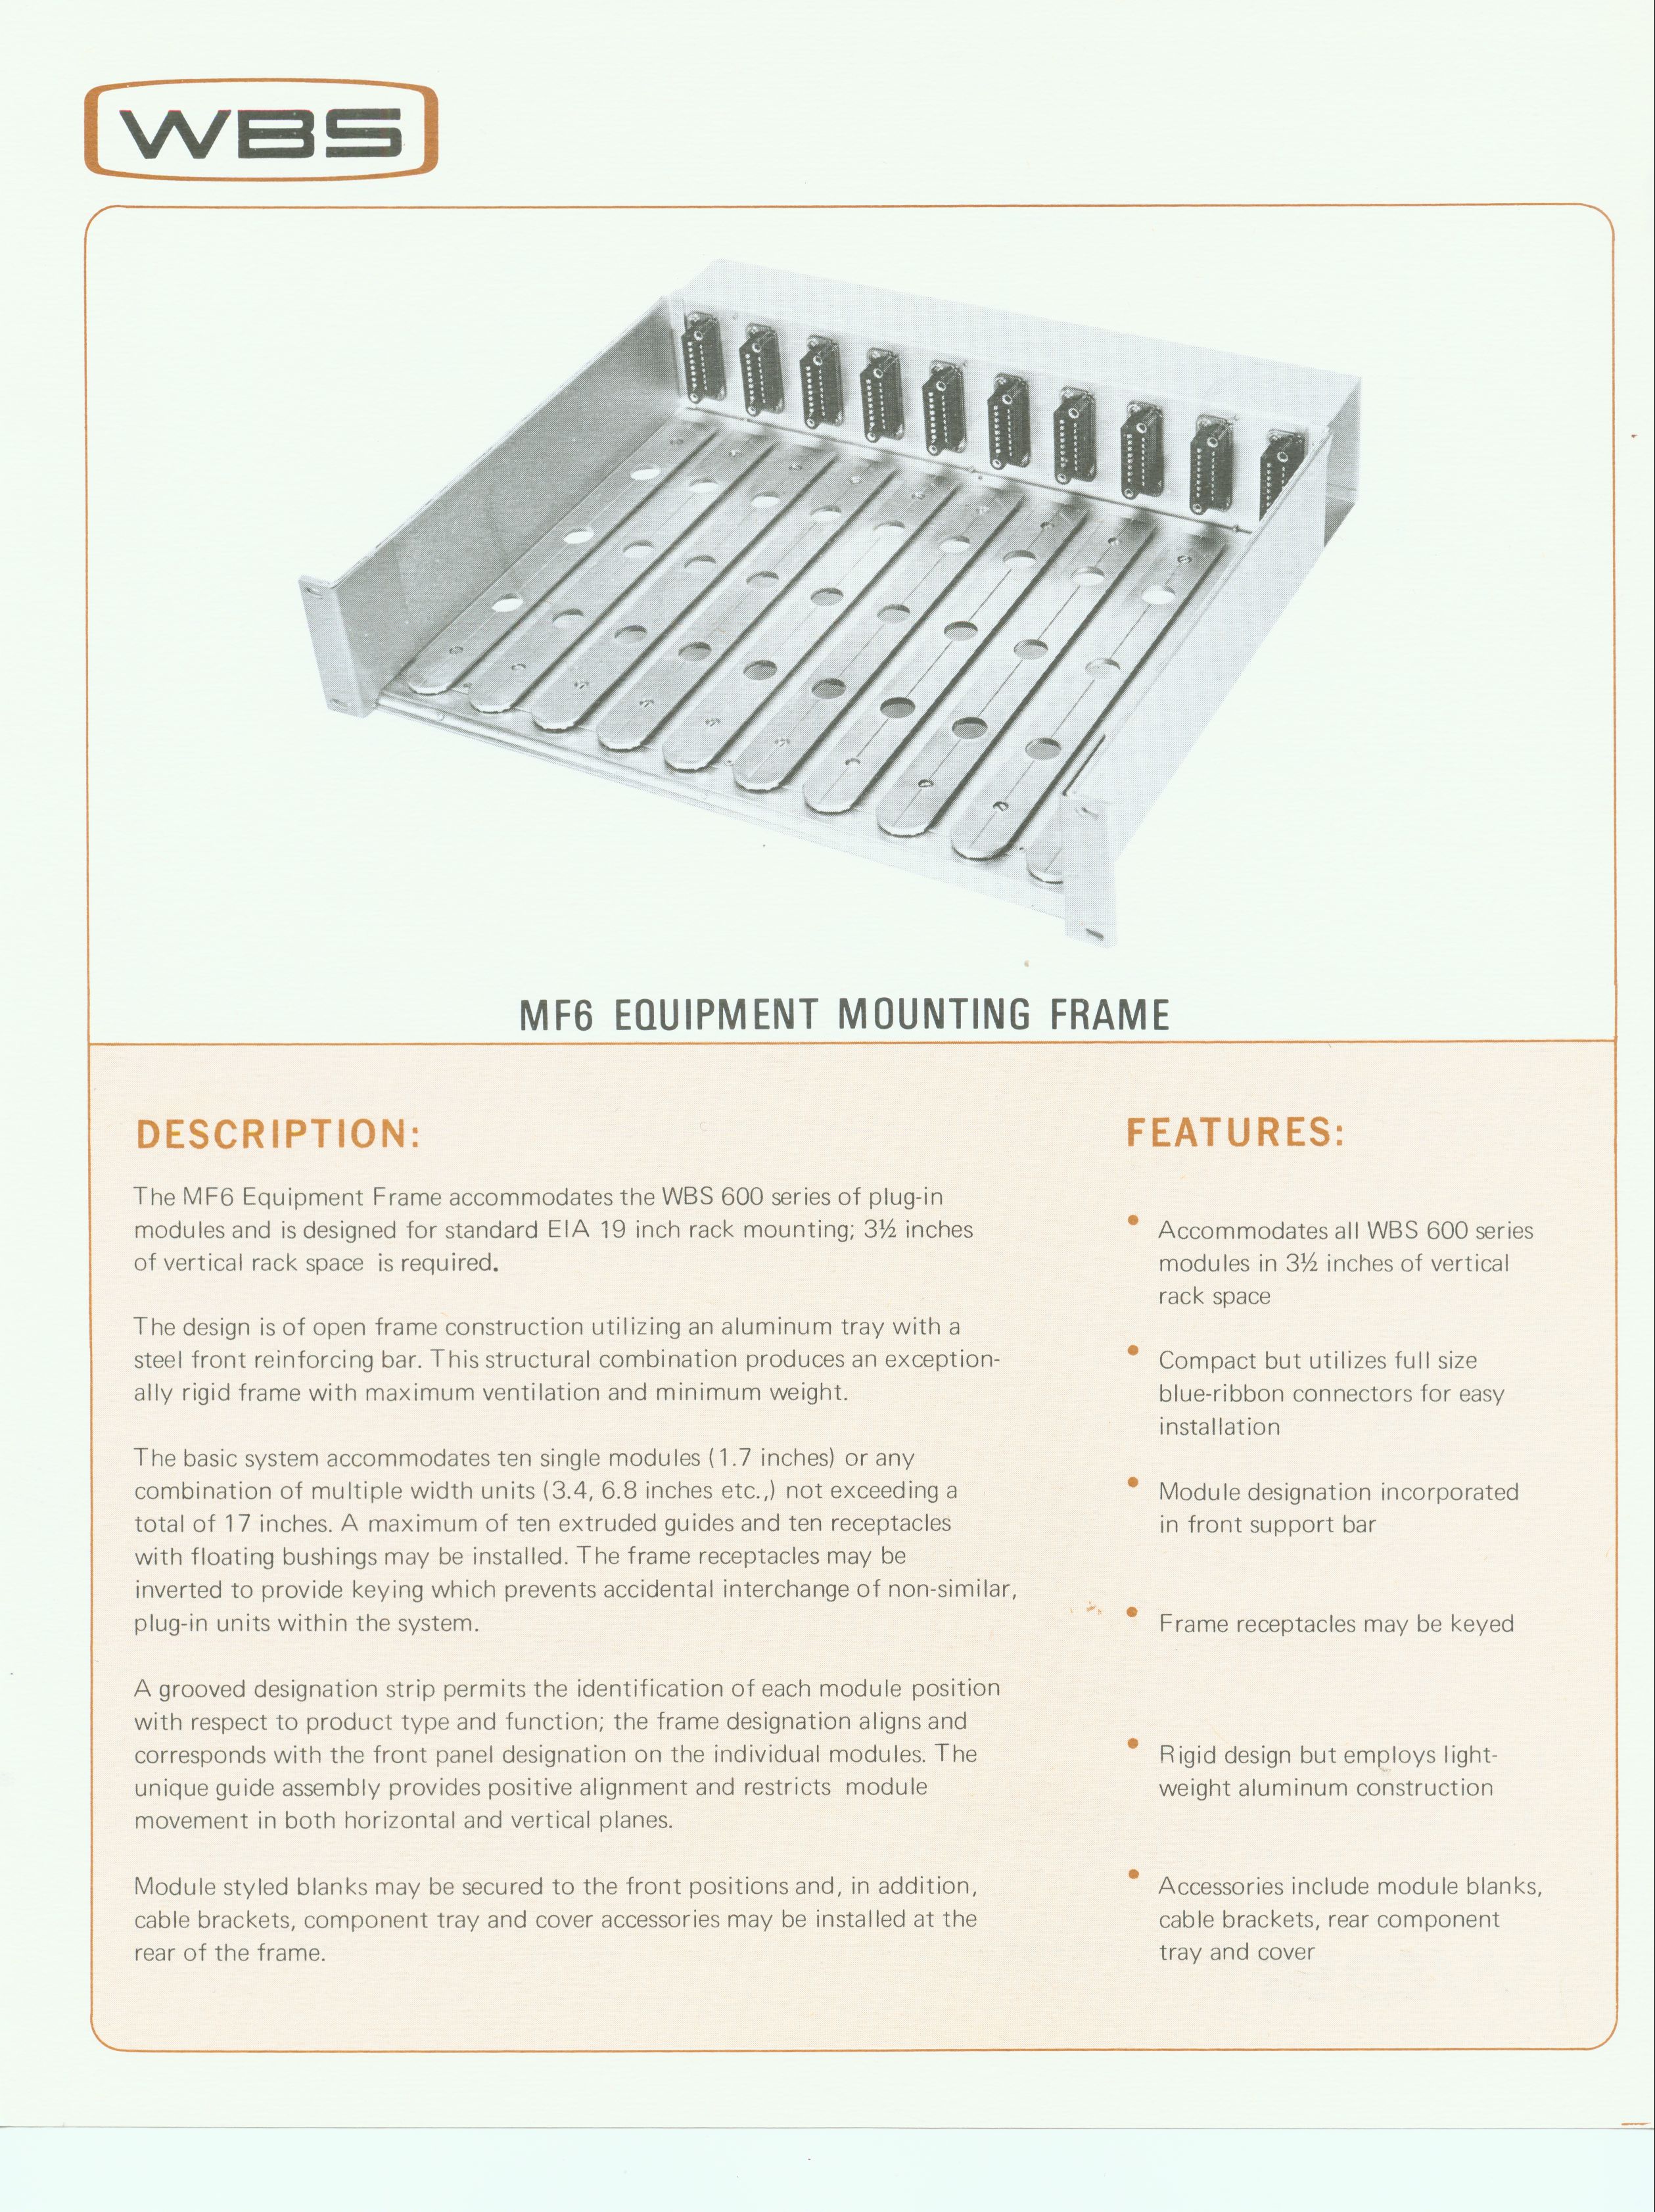 WBS
MF6 EQUIPMENT MOUNTING FRAME
DESCRIPTION:
The MF6 Equipment Frame accommodates the WBS 600 series of plug-in
modules and is designed for standard EIA 19 inch rack mounting; 3½ inches
of vertical rack space is required.
The design is of open frame construction utilizing an aluminum tray with a
steel front reinforcing bar. This structural combination produces an exception-
ally rigid frame with maximum ventilation and minimum weight.
The basic system accommodates ten single modules (1.7 inches) or any
combination of multiple width units (3.4, 6.8 inches etc.,) not exceeding a
total of 17 inches. A maximum of ten extruded guides and ten receptacles
with floating bushings may be installed. The frame receptacles may be
inverted to provide keying which prevents accidental interchange of non-similar,
plug-in units within the system.
A grooved designation strip permits the identification of each module position
with respect to product type and function; the frame designation aligns and
corresponds with the front panel designation on the individual modules. The
unique guide assembly provides positive alignment and restricts module
movement in both horizontal and vertical planes.
Module styled blanks may be secured to the front positions and, in addition,
cable brackets, component tray and cover accessories may be installed at the
rear of the frame.
FEATURES:
• Accommodates all WBS 600 series
modules in 3½ inches of vertical
rack space
• Compact but utilizes full size
blue-ribbon connectors for easy
installation
• Module designation incorporated
in front support bar
• Frame receptacles may be keyed
• Rigid design but employs light-
weight aluminum construction
• Accessories include module blanks,
cable brackets, rear component
tray and cover